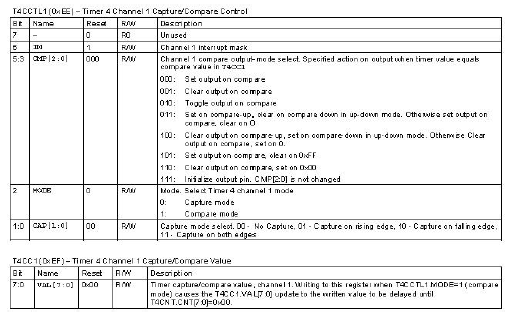 T4CCTL1 (0xEE) – Timer 4 Channel 1 Capture/Compare Control
Bit Name Reset R/W Description
7 – 0 R0 Unused
6 IM 1 R/W Channel 1 interrupt mask
5:3 CMP[2:0] 000 R/W Channel 1 compare output-mode select. Specified action on output when timer value equals
compare value in T4CC1
000: Set output on compare
001: Clear output on compare
010: Toggle output on compare
011: Set on compare-up, clear on compare down in up-down mode. Otherwise set output on
compare, clear on 0
100: Clear output on compare-up, set on compare-down in up-down mode. Otherwise Clear
output on compare, set on 0.
101: Set output on compare, clear on 0xFF
110: Clear output on compare, set on 0x00
111: Initialize output pin. CMP[2:0] is not changed
2 MODE 0 R/W Mode. Select Timer 4 channel 1 mode
0: Capture mode
1: Compare mode
1:0 CAP[1:0] 00 R/W Capture mode select. 00 - No Capture, 01 - Capture on rising edge, 10 - Capture on falling edge,
11 - Capture on both edges
T4CC1 (0xEF) – Timer 4 Channel 1 Capture/Compare Value
Bit Name Reset R/W Description
7:0 VAL[7:0] 0x00 R/W Timer capture/compare value, channel 1. Writing to this register when T4CCTL1.MODE=1 (compare
mode) causes the T4CC1.VAL[7:0] update to the written value to be delayed until
T4CNT.CNT[7:0]=0x00.